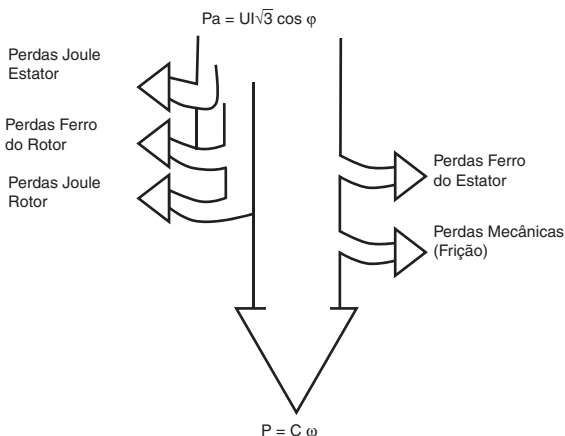 Pa = UI√3 cos φ
Perdas Joule
Estator
Perdas Ferro
do Rotor
Perdas Joule
Rotor
Perdas Ferro
do Estator
Perdas Mecânicas
(Frição)
P = C ω